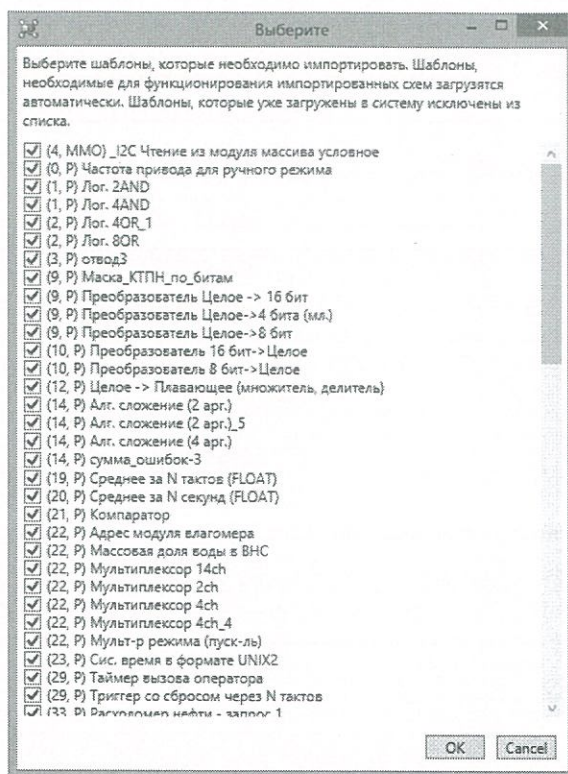 Выберите
Выберите шаблоны, которые необходимо импортировать. Шаблоны,
необходимые для функционирования импортированных схем загрузятся
автоматически. Шаблоны, которые уже загружены в систему исключены из
списка.
(4, MMO) _I2C Чтение из модуля массива условное
(0, P) Частота привода для ручного режима
(1, P) Лог. 2AND
(1, P) Лог. 4AND
(2, P) Лог. 4OR_1
(2, P) Лог. 8OR
(3, P) отвод3
(9, P) Маска_КТПН_по_битам
(9, P) Преобразователь Целое -> 16 бит
(9, P) Преобразователь Целое->4 бита (мл.)
(9, P) Преобразователь Целое->8 бит
(10, P) Преобразователь 16 бит->Целое
(10, P) Преобразователь 8 бит->Целое
(12, P) Целое -> Плавающее (множитель, делитель)
(14, P) Алг. сложение (2 арг.)
(14, P) Алг. сложение (2 арг.)_5
(14, P) Алг. сложение (4 арг.)
(14, P) сумма_ошибок-3
(19, P) Среднее за N тактов (FLOAT)
(20, P) Среднее за N секунд (FLOAT)
(21, P) Компаратор
(22, P) Адрес модуля влагомера
(22, P) Массовая доля воды в ВНС
(22, P) Мультиплексор 14ch
(22, P) Мультиплексор 2ch
(22, P) Мультиплексор 4ch
(22, P) Мультиплексор 4ch_4
(22, P) Мульт-р режима (пуск-ль)
(23, P) Сис. время в формате UNIX2
(29, P) Таймер вызова оператора
(29, P) Триггер со сбросом через N тактов
(33, P) Расходомер нефти - запрос 1
OK Cancel